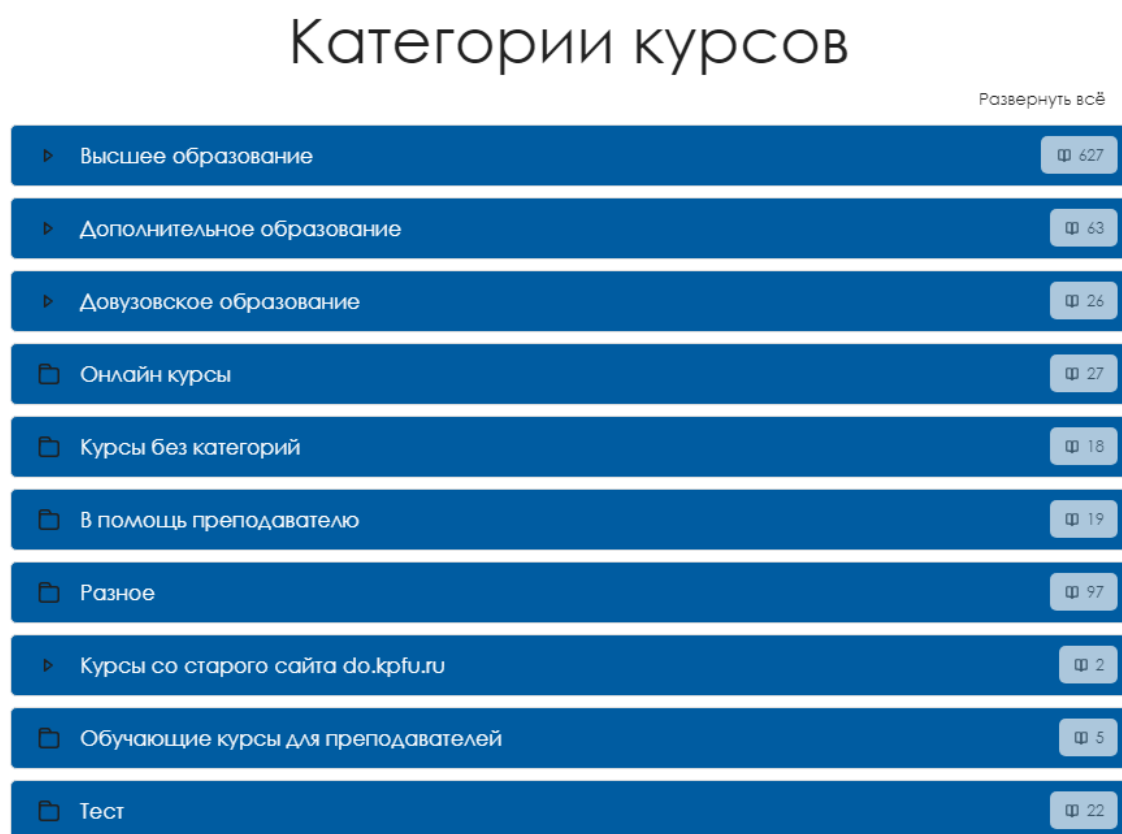 Категории курсов
Развернуть всё
Высшее образование 627
Дополнительное образование 63
Довузовское образование 26
Онлайн курсы 27
Курсы без категорий 18
В помощь преподавателю 19
Разное 97
Курсы со старого сайта do.kpfu.ru 2
Обучающие курсы для преподавателей 5
Тест 22